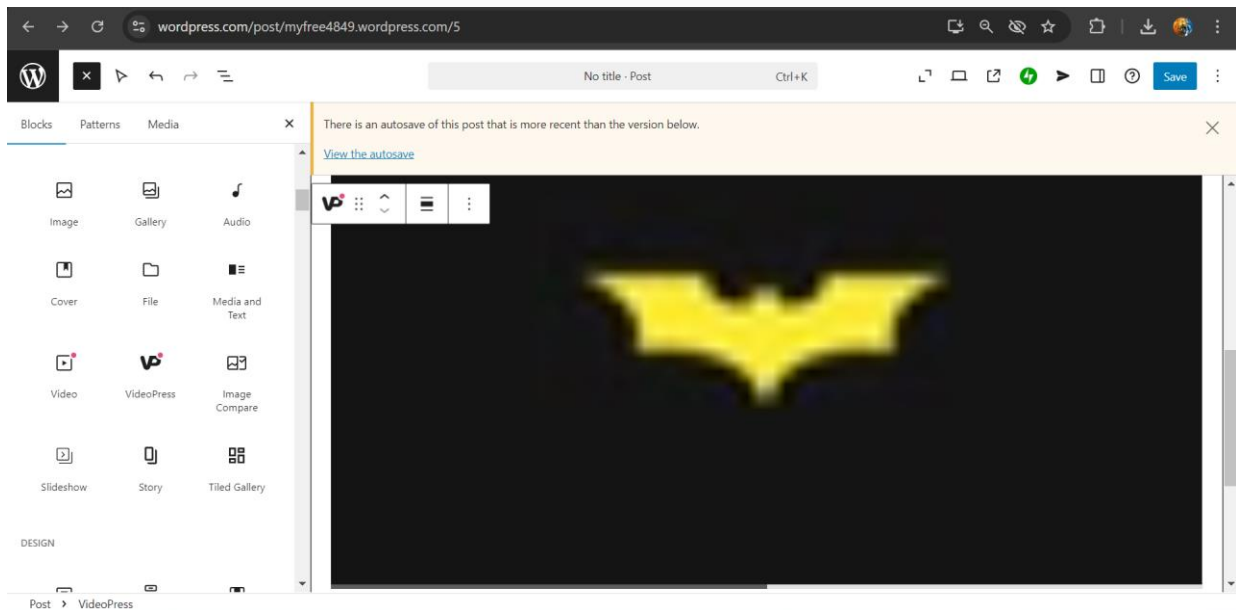 wordpress.com/post/myfree4849.wordpress.com/5
No title · Post Ctrl+K
Save
Blocks Patterns Media
There is an autosave of this post that is more recent than the version below.
View the autosave
Image Gallery Audio
Cover File Media and
Text
Video VideoPress Image
Compare
Slideshow Story Tiled Gallery
DESIGN
Post > VideoPress